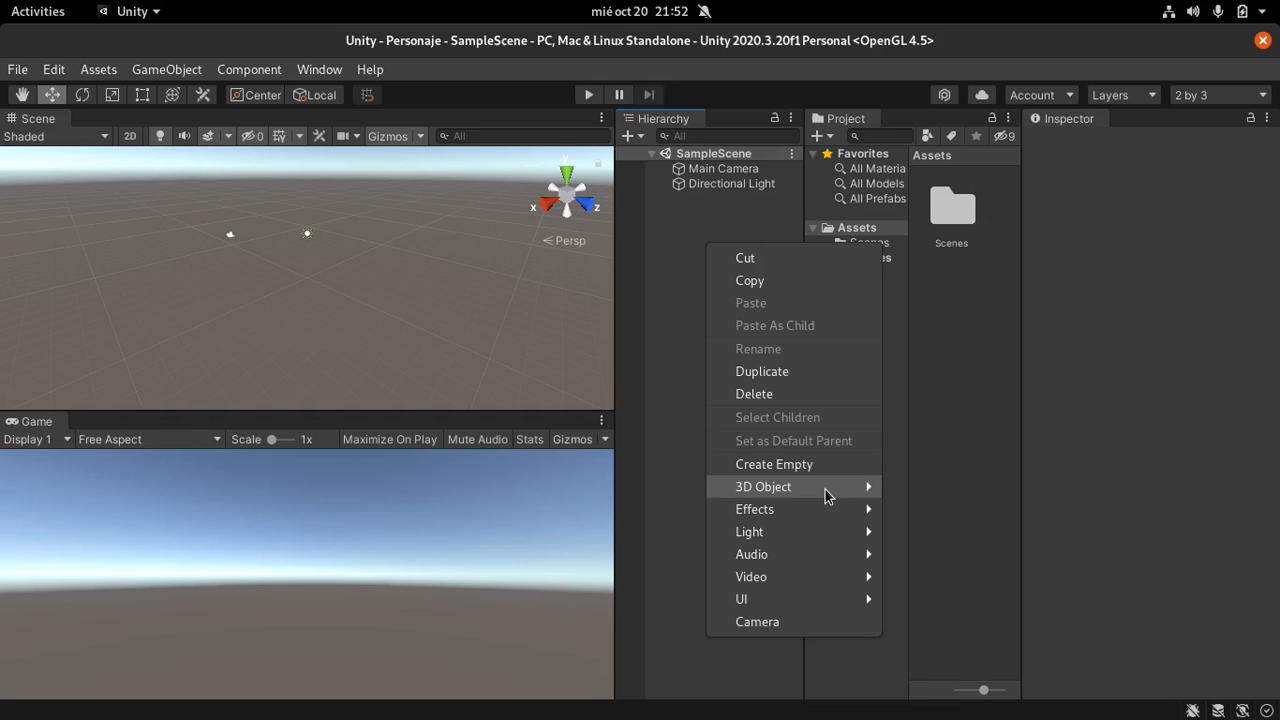 Activities Unity mié oct 20 21:52
Unity - Personaje - SampleScene - PC, Mac & Linux Standalone - Unity 2020.3.20f1 Personal <OpenGL 4.5>
File Edit Assets GameObject Component Window Help
Center Local Account Layers 2 by 3
Scene
Shaded 2D 0 Gizmos All
y
x z
Persp
Game
Display 1 Free Aspect Scale 1x Maximize On Play Mute Audio Stats Gizmos
Hierarchy
All
SampleScene
Main Camera
Directional Light
Project
9
Favorites
All Materia
All Models
All Prefabs
Assets
Scenes
es
Assets
Scenes
Inspector
Cut
Copy
Paste
Paste As Child
Rename
Duplicate
Delete
Select Children
Set as Default Parent
Create Empty
3D Object
Effects
Light
Audio
Video
UI
Camera